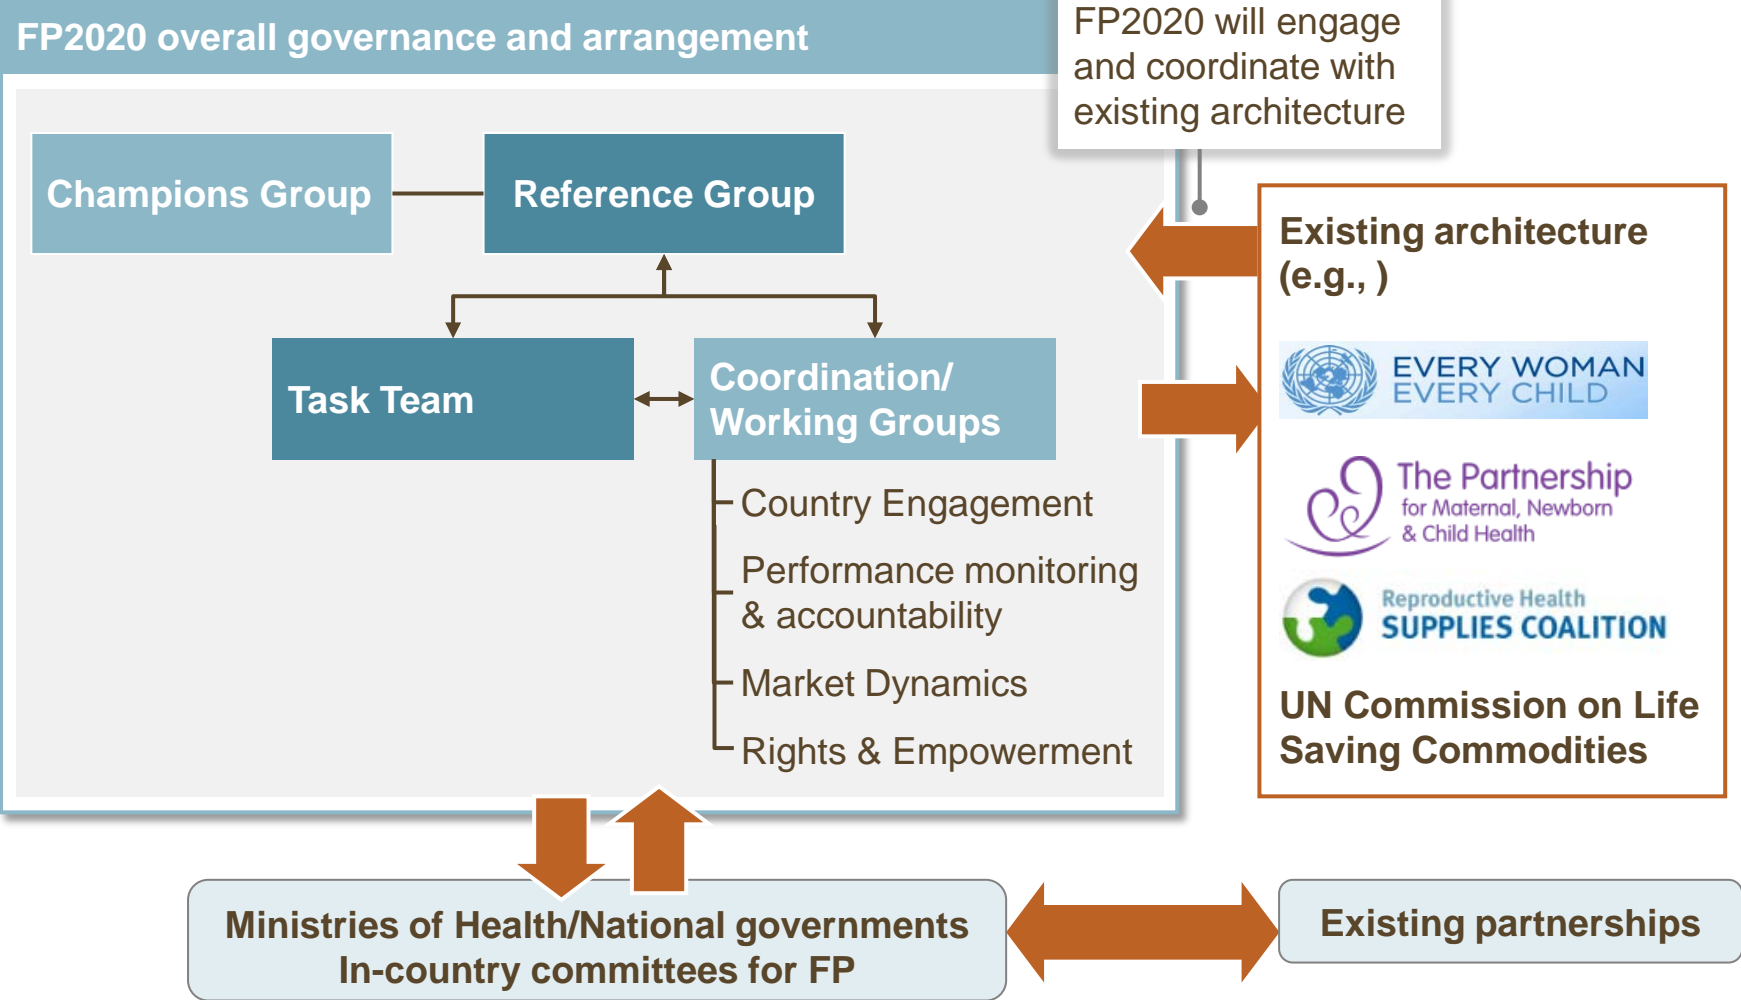 FP2020 overall governance and arrangement
FP2020 will engage
and coordinate with
existing architecture
Champions Group
Reference Group
Task Team
Coordination/
Working Groups
Country Engagement
Performance monitoring
& accountability
Market Dynamics
Rights & Empowerment
Existing architecture
(e.g., )
EVERY WOMAN
EVERY CHILD
The Partnership
for Maternal, Newborn
& Child Health
Reproductive Health
SUPPLIES COALITION
UN Commission on Life
Saving Commodities
Ministries of Health/National governments
In-country committees for FP
Existing partnerships